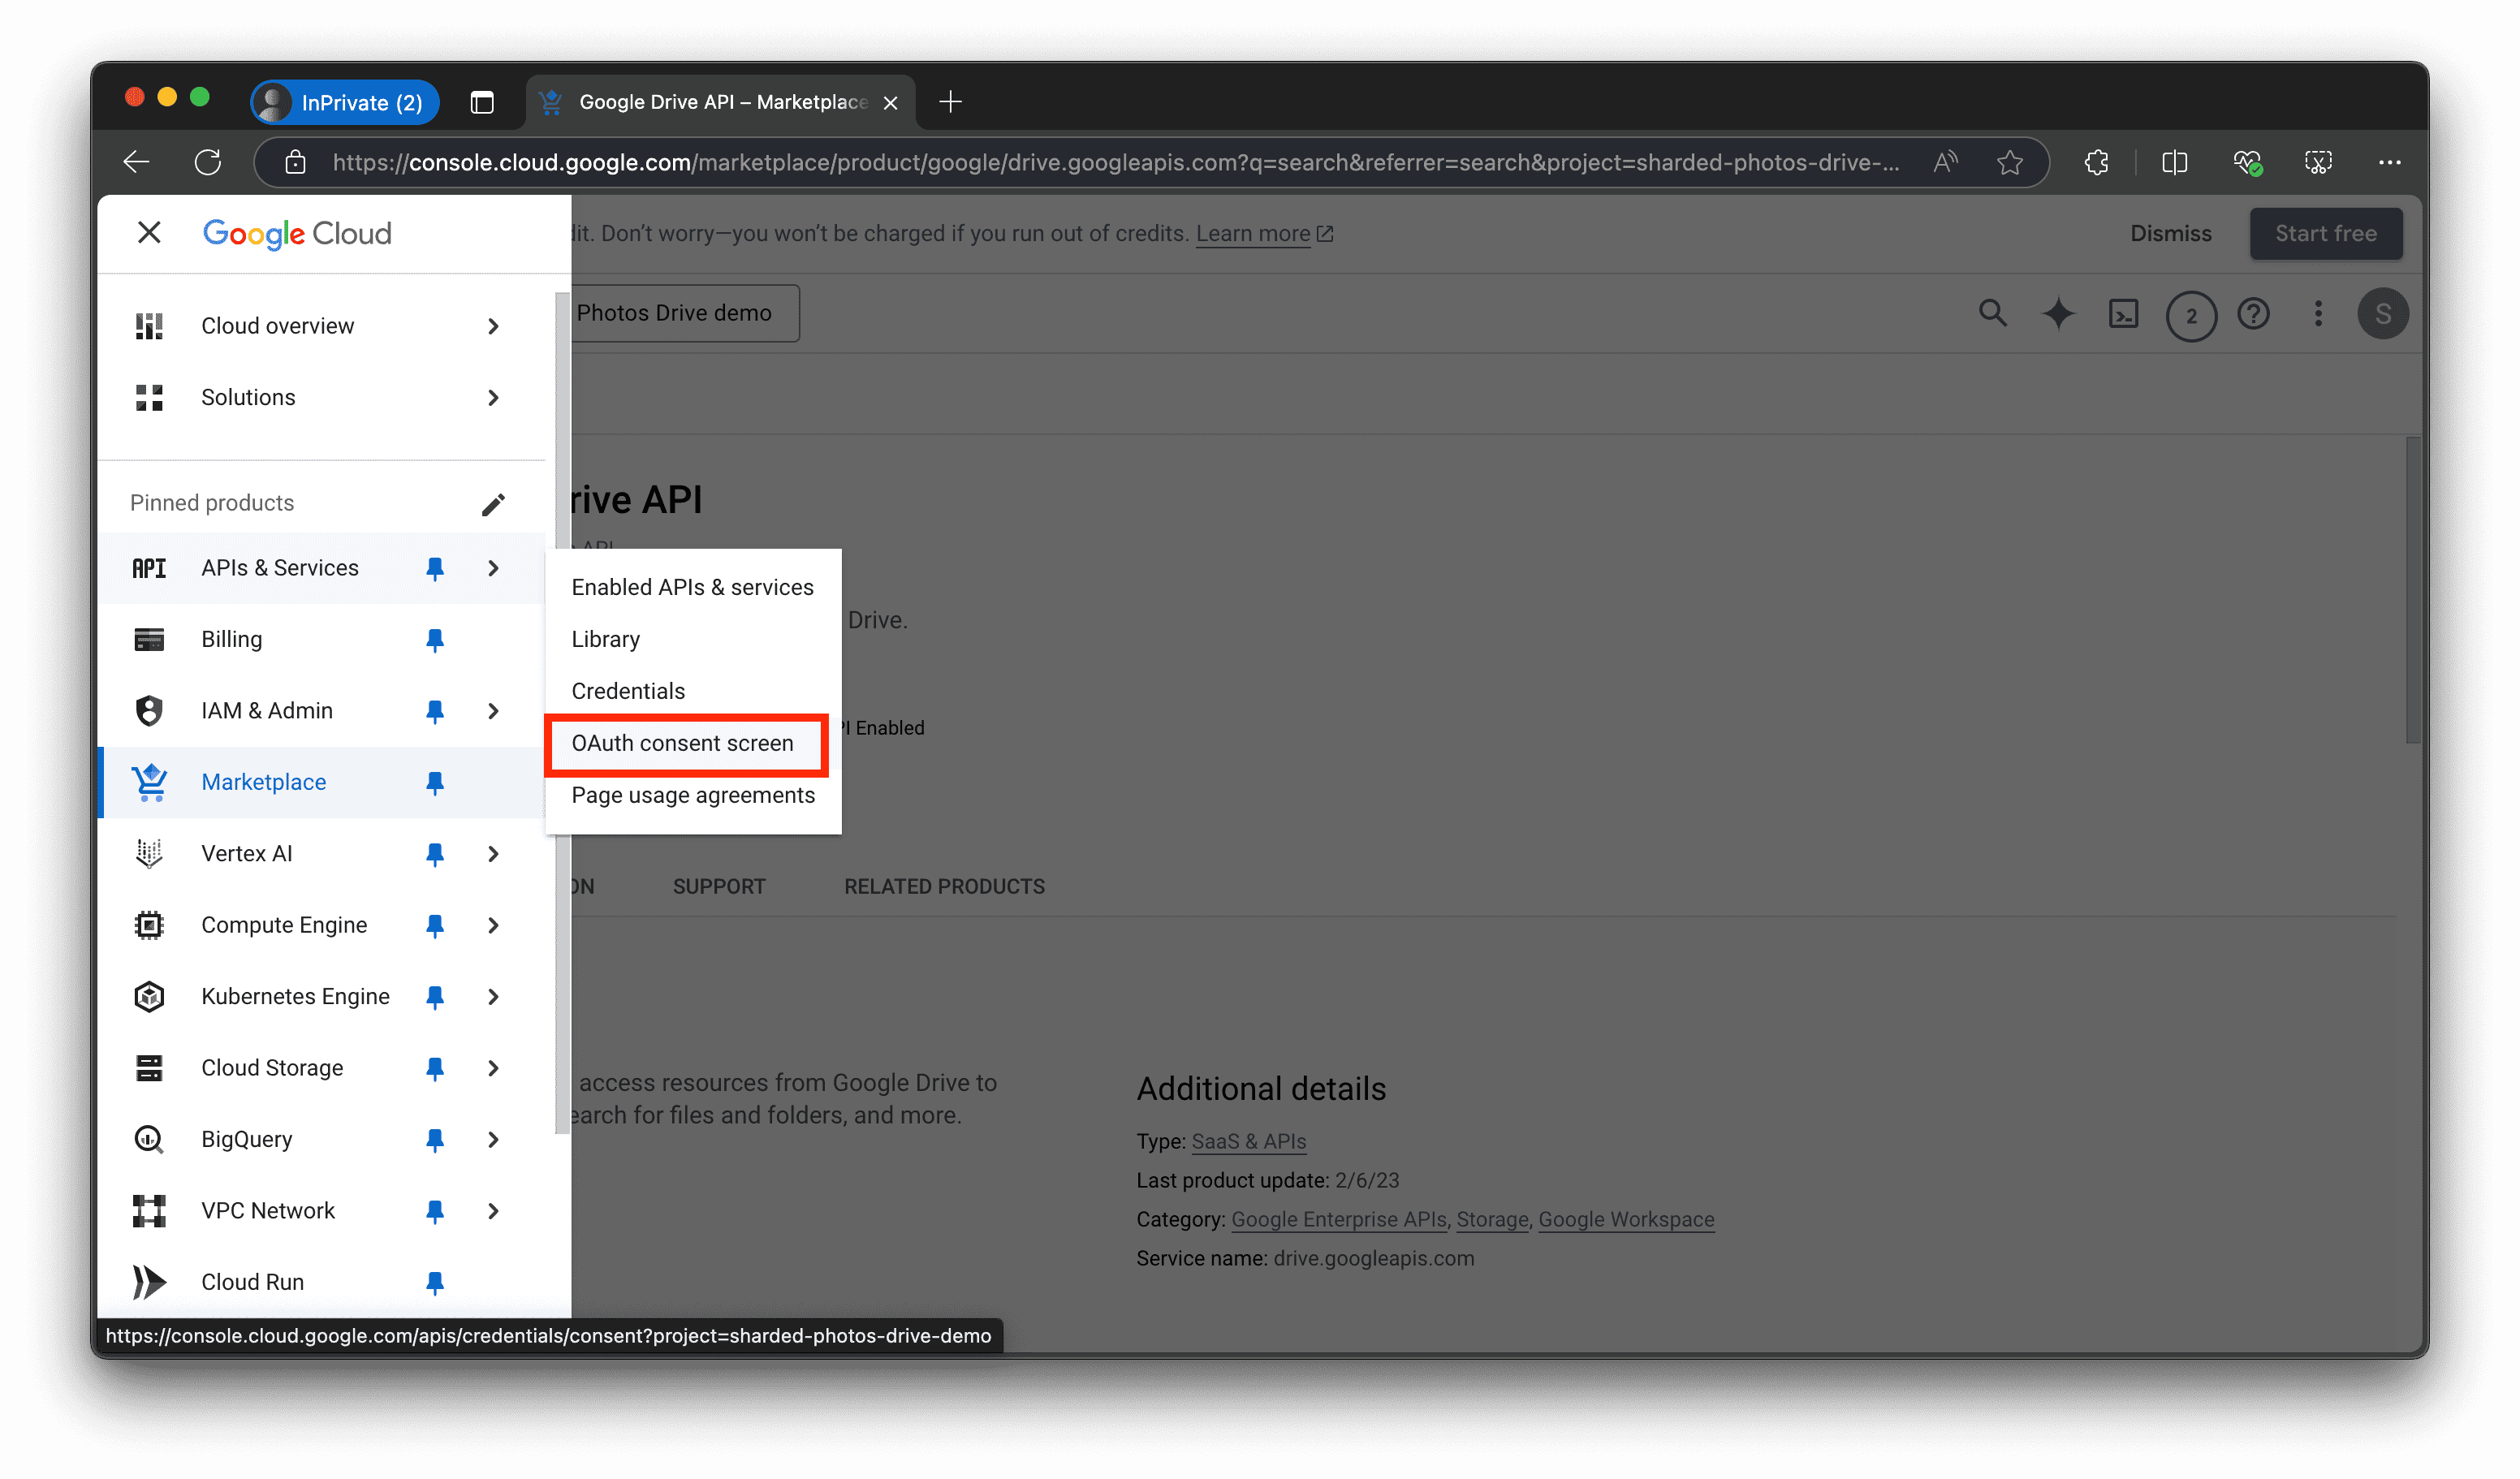 InPrivate (2)
Google Drive API – Marketplace
https://console.cloud.google.com/marketplace/product/google/drive.googleapis.com?q=search&referrer=search&project=sharded-photos-drive-...
Google Cloud
dit. Don't worry—you won't be charged if you run out of credits. Learn more
Dismiss
Start free
Cloud overview
Photos Drive demo
2
S
Solutions
Pinned products
rive API
API
APIs & Services
Enabled APIs & services
Drive.
Billing
Library
Credentials
IAM & Admin
OAuth consent screen
PI Enabled
Marketplace
Page usage agreements
Vertex AI
ON
SUPPORT
RELATED PRODUCTS
Compute Engine
Kubernetes Engine
Cloud Storage
access resources from Google Drive to
earch for files and folders, and more.
Additional details
BigQuery
Type: SaaS & APIs
Last product update: 2/6/23
VPC Network
Category: Google Enterprise APIs, Storage, Google Workspace
Service name: drive.googleapis.com
Cloud Run
https://console.cloud.google.com/apis/credentials/consent?project=sharded-photos-drive-demo